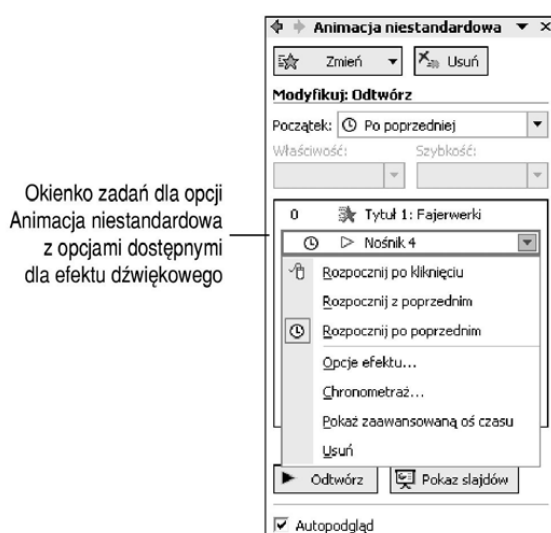 Animacja niestandardowa
Zmień
Usuń
Modyfikuj: Odtwórz
Początek: Po poprzedniej
Właściwość: Szybkość:
Okienko zadań dla opcji
Animacja niestandardowa
z opcjami dostępnymi
dla efektu dźwiękowego
0 Tytuł 1: Fajerwerki
Nośnik 4
Rozpocznij po kliknięciu
Rozpocznij z poprzednim
Rozpocznij po poprzednim
Opcje efektu...
Chronometraż...
Pokaż zaawansowaną oś czasu
Usuń
Odtwórz
Pokaz slajdów
Autopodgląd